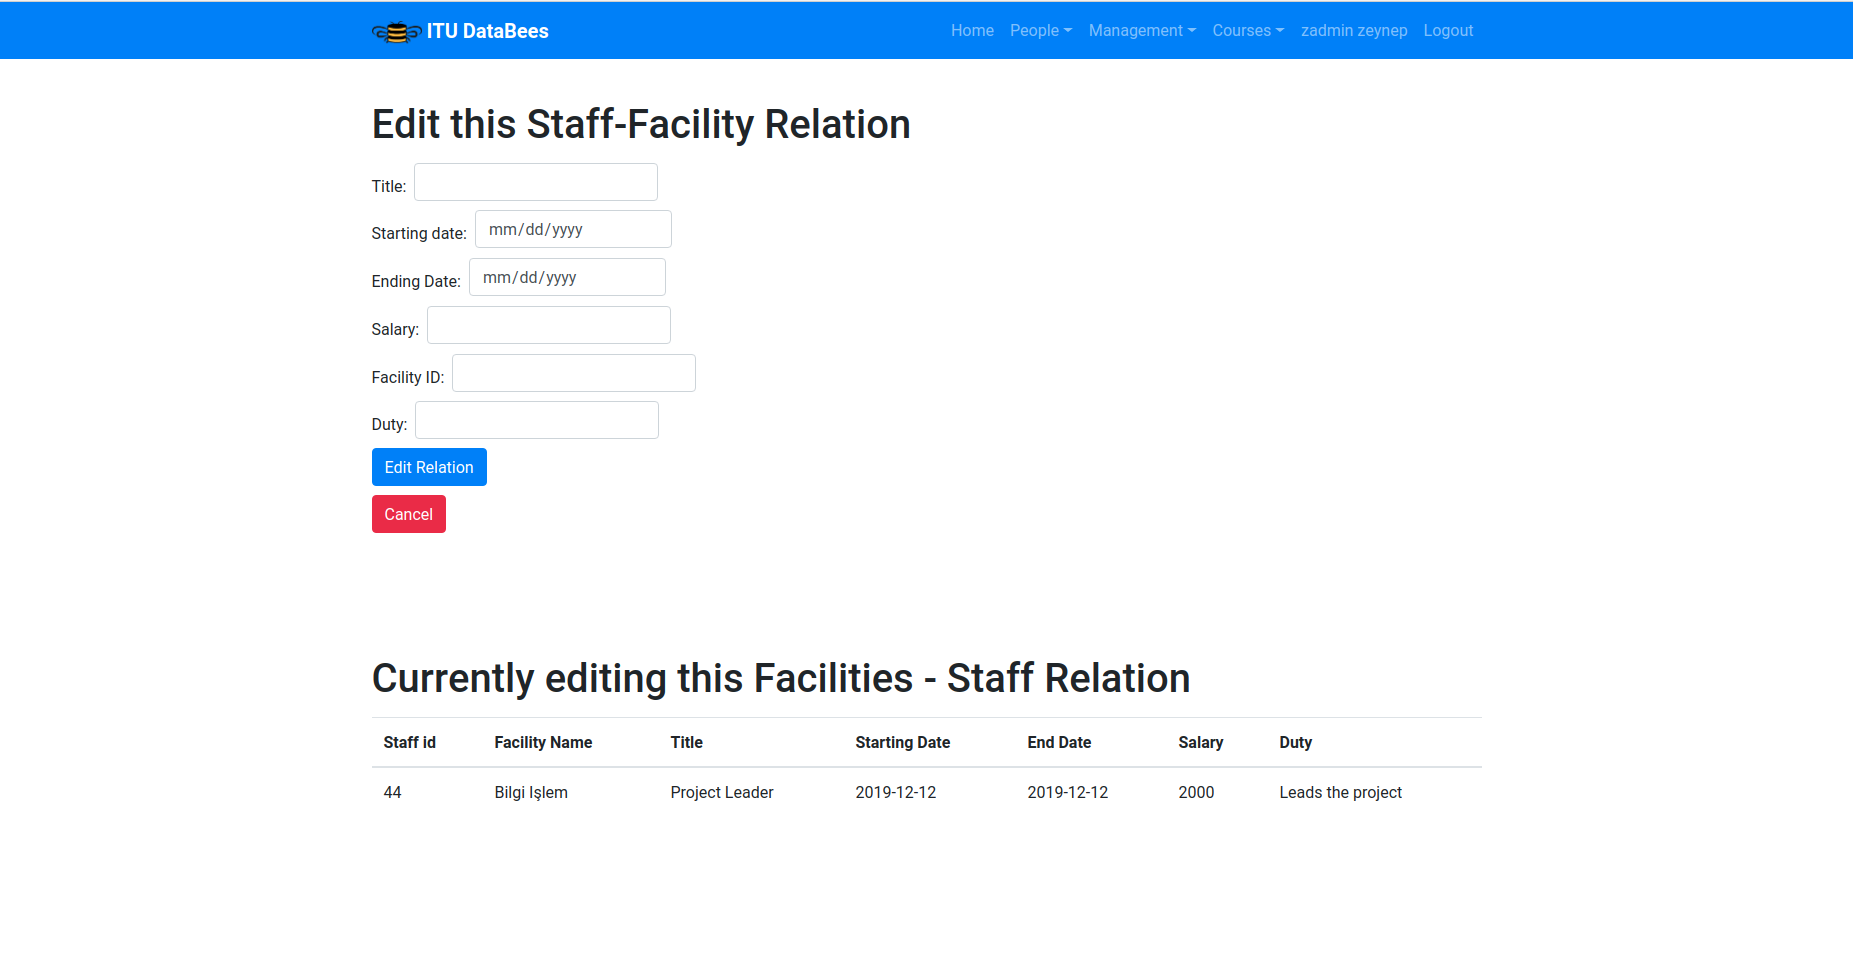 ITU DataBees Home People Management Courses zadmin zeynep Logout
Edit this Staff-Facility Relation
Title:
Starting date: mm/dd/yyyy
Ending Date: mm/dd/yyyy
Salary:
Facility ID:
Duty:
Edit Relation
Cancel
Currently editing this Facilities - Staff Relation
Staff id Facility Name Title Starting Date End Date Salary Duty
44 Bilgi Işlem Project Leader 2019-12-12 2019-12-12 2000 Leads the project